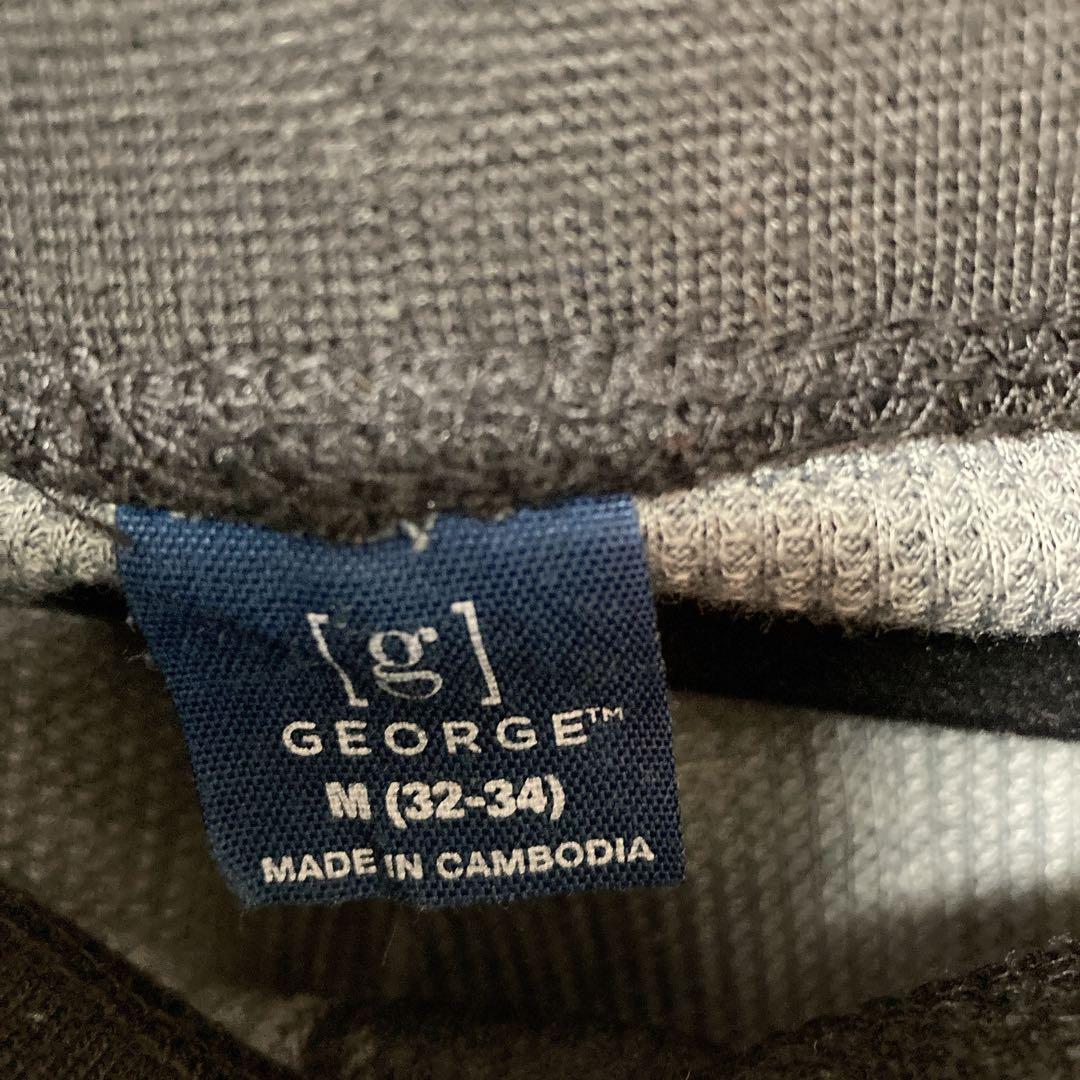 [g]
GEORGE™
M (32-34)
MADE IN CAMBODIA